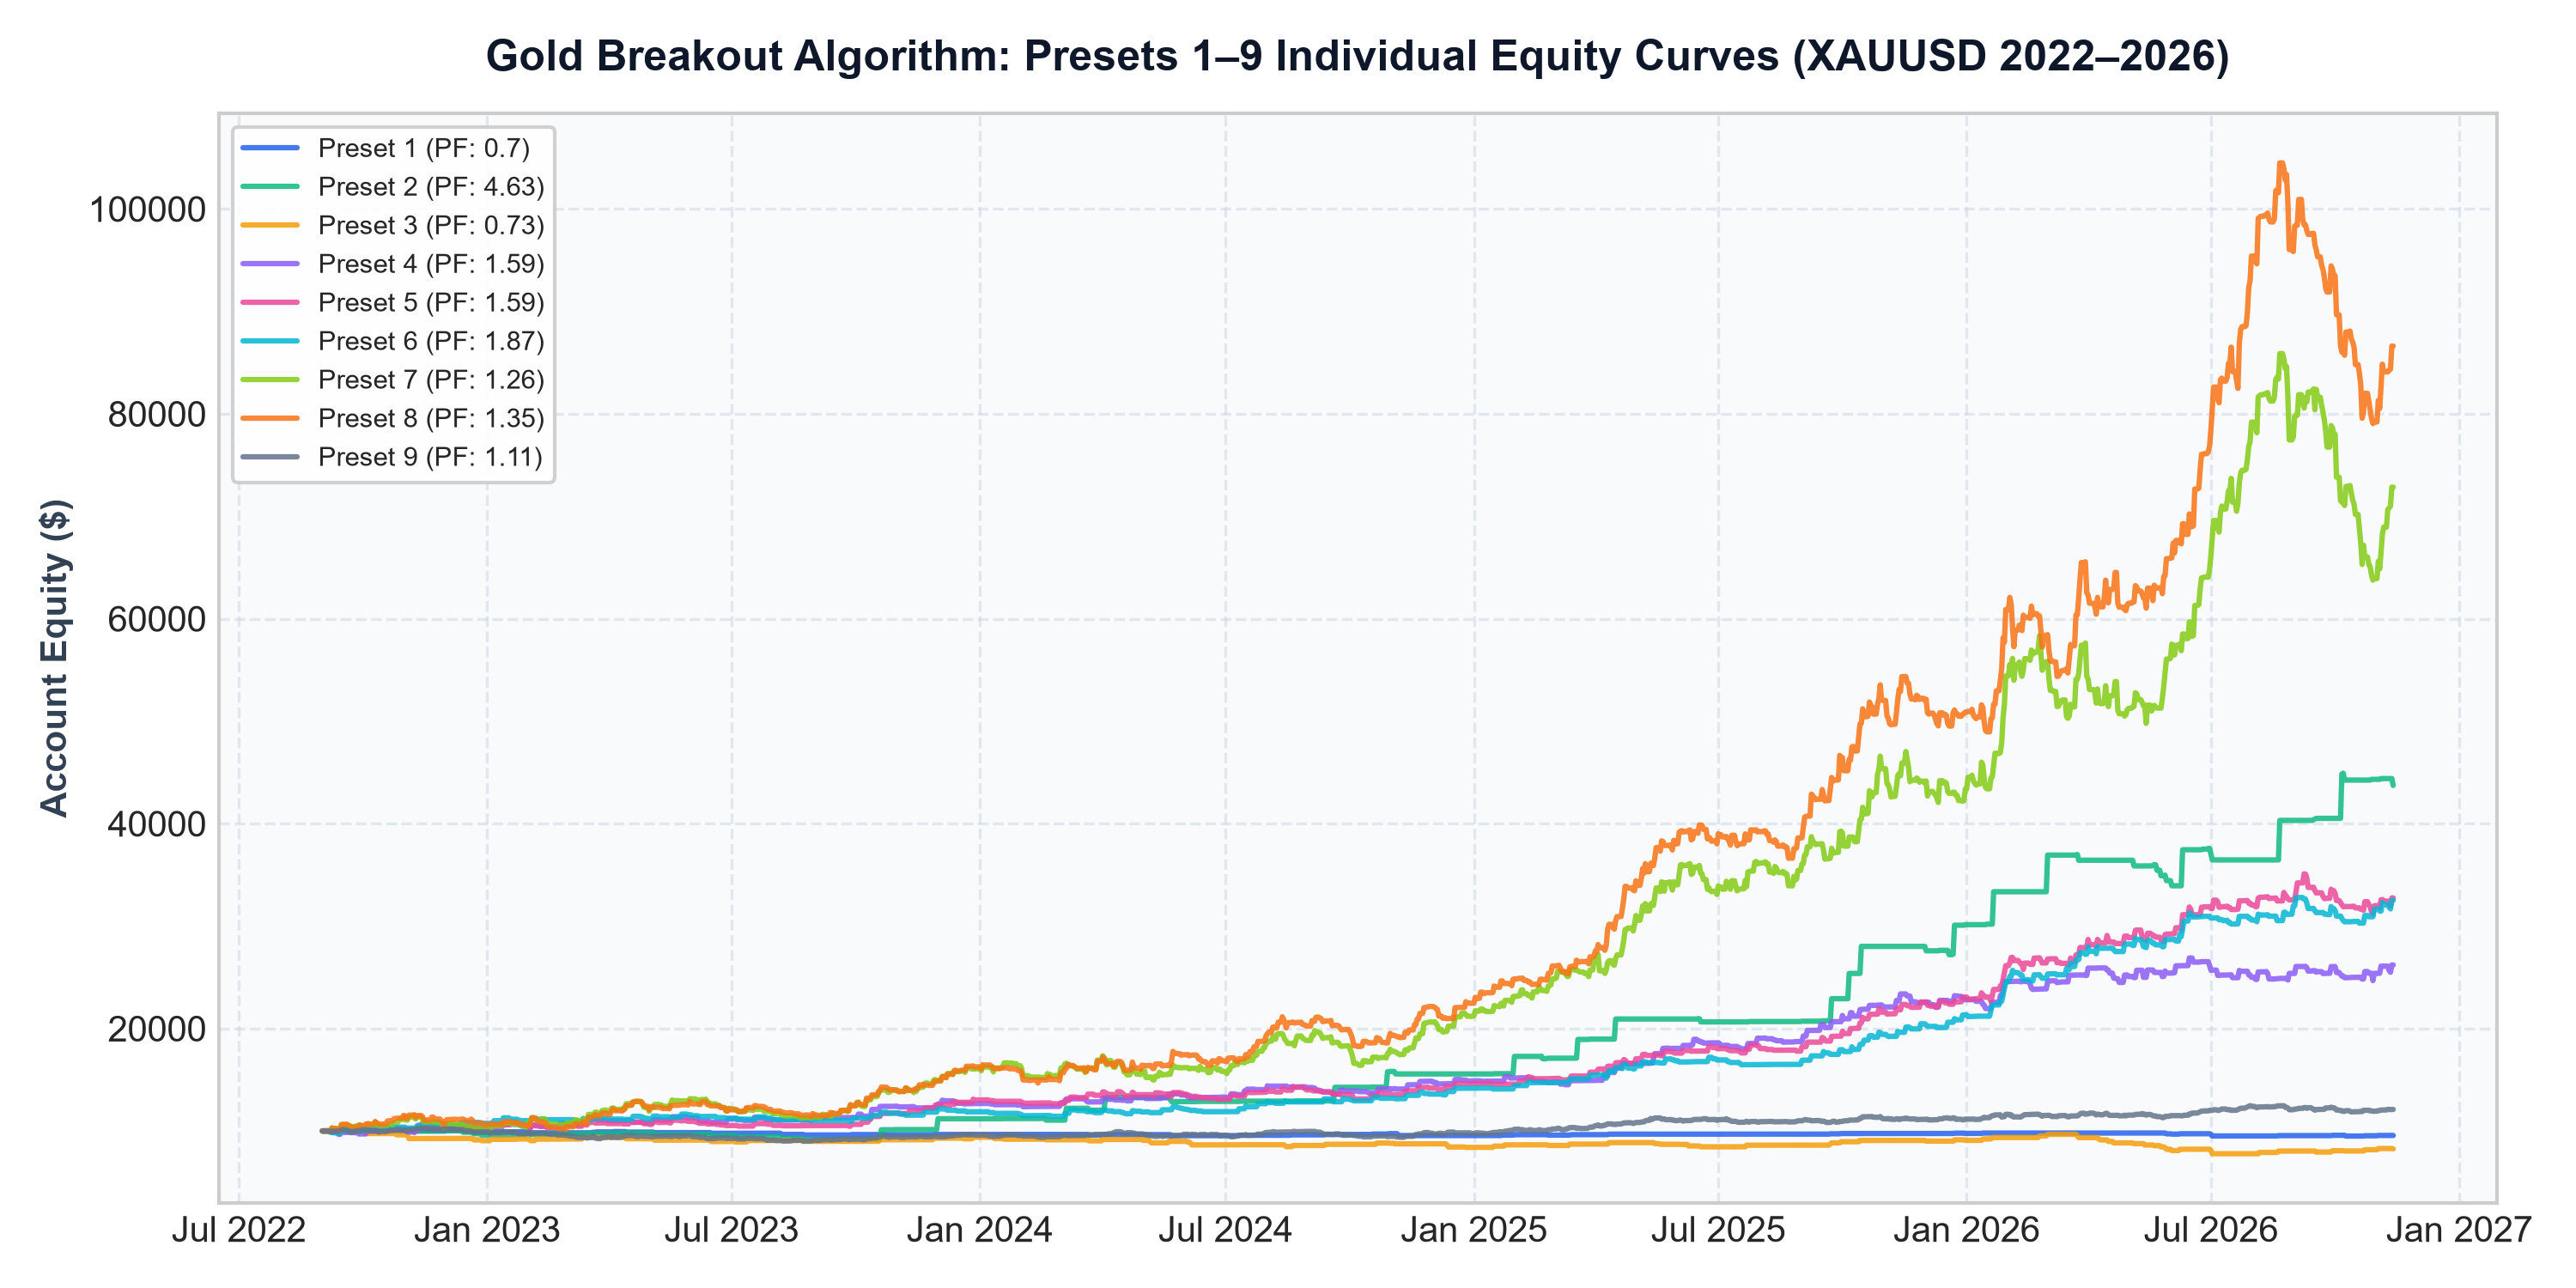 Gold Breakout Algorithm: Presets 1–9 Individual Equity Curves (XAUUSD 2022–2026)
Preset 1 (PF: 0.7)
Preset 2 (PF: 4.63)
Preset 3 (PF: 0.73)
Preset 4 (PF: 1.59)
Preset 5 (PF: 1.59)
Preset 6 (PF: 1.87)
Preset 7 (PF: 1.26)
Preset 8 (PF: 1.35)
Preset 9 (PF: 1.11)
Account Equity ($)
100000
80000
60000
40000
20000
Jul 2022 Jan 2023 Jul 2023 Jan 2024 Jul 2024 Jan 2025 Jul 2025 Jan 2026 Jul 2026 Jan 2027